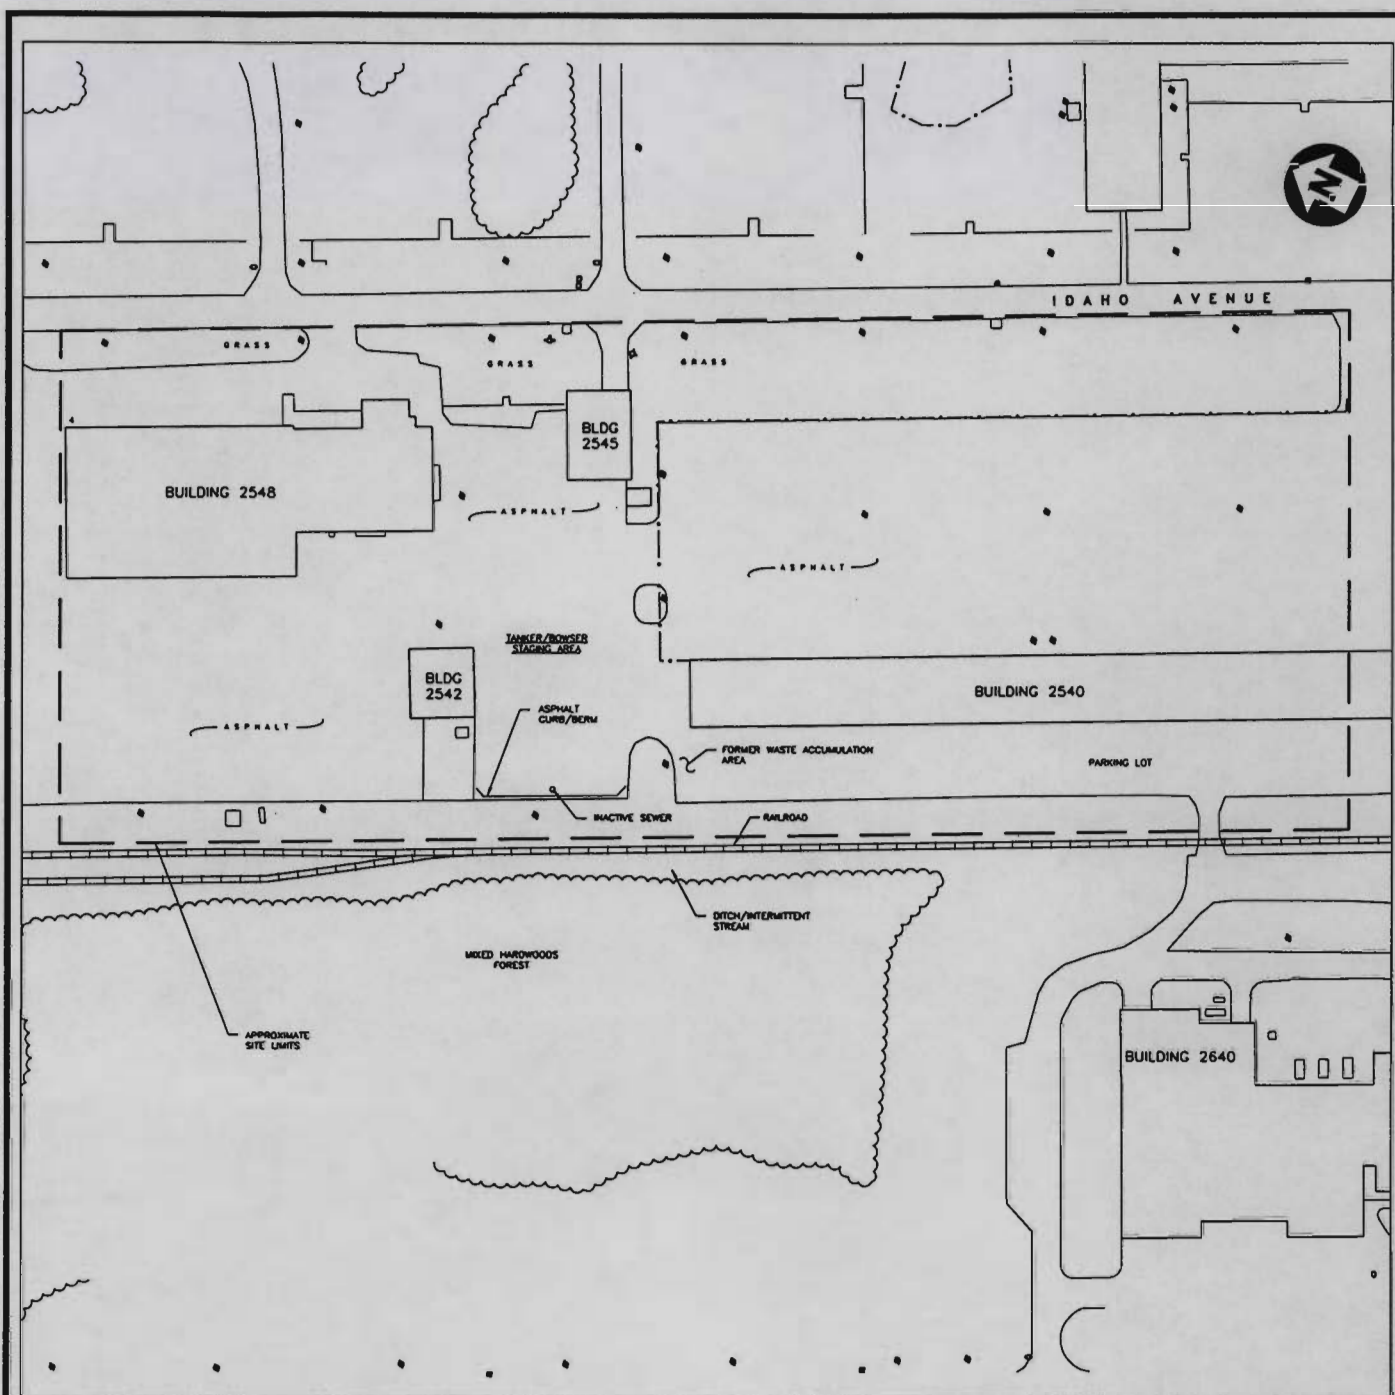 N
IDAHO AVENUE
GRASS
GRASS
GRASS
4
BLDG
2545
BUILDING 2548
ASPHALT
ASPHALT
TANKER/BOWSER
STAGING AREA
BLDG
2542
BUILDING 2540
ASPHALT
CURB/BERM
ASPHALT
FORMER WASTE ACCUMULATION
AREA
PARKING LOT
INACTIVE SEWER
RAILROAD
DITCH/INTERMITTENT
STREAM
MIXED HARDWOODS
FOREST
APPROXIMATE
SITE LIMITS
BUILDING 2640